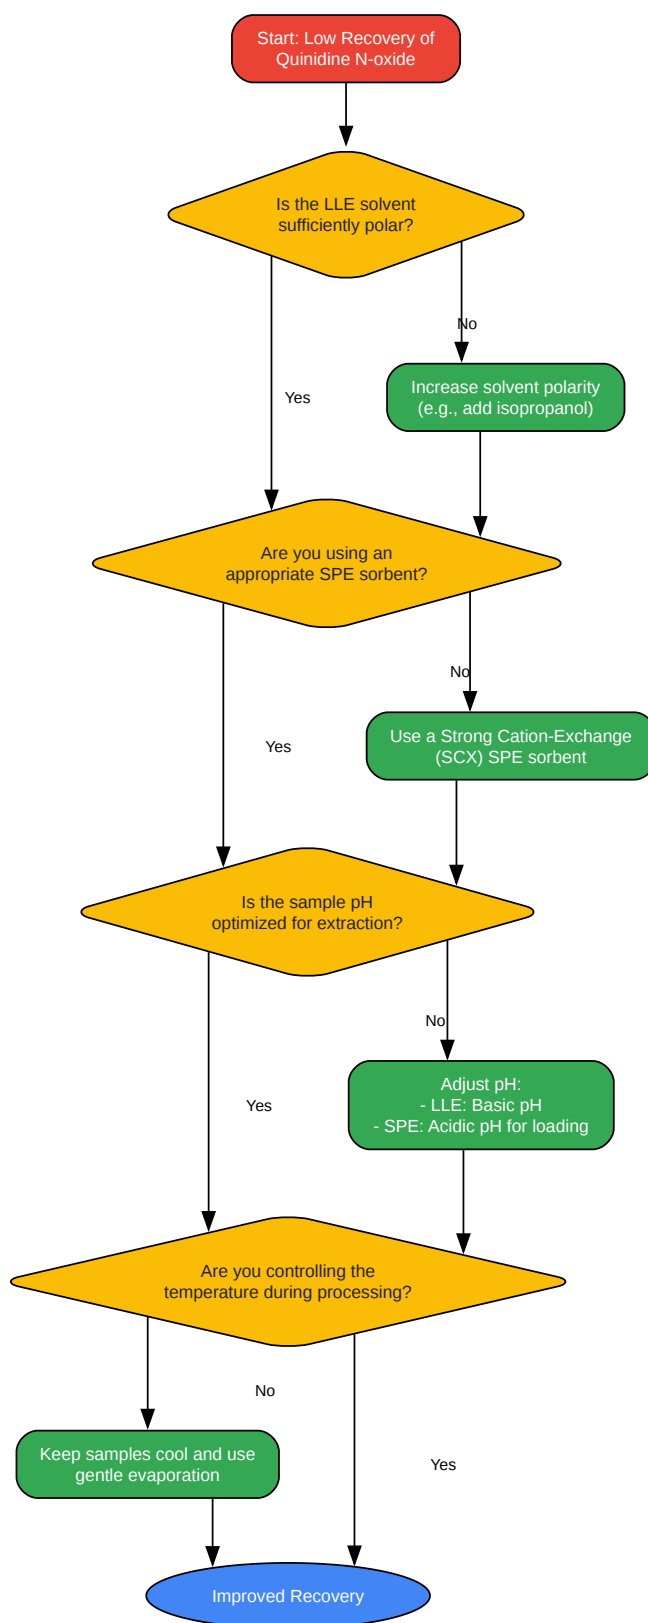 Start: Low Recovery of
Quinidine N-oxide
Is the LLE solvent
sufficiently polar?
No
Increase solvent polarity
(e.g., add isopropanol)
Yes
Are you using an
appropriate SPE sorbent?
No
Use a Strong Cation-Exchange
(SCX) SPE sorbent
Yes
Is the sample pH
optimized for extraction?
No
Adjust pH:
- LLE: Basic pH
- SPE: Acidic pH for loading
Yes
Are you controlling the
temperature during processing?
No
Keep samples cool and use
gentle evaporation
Yes
Improved Recovery